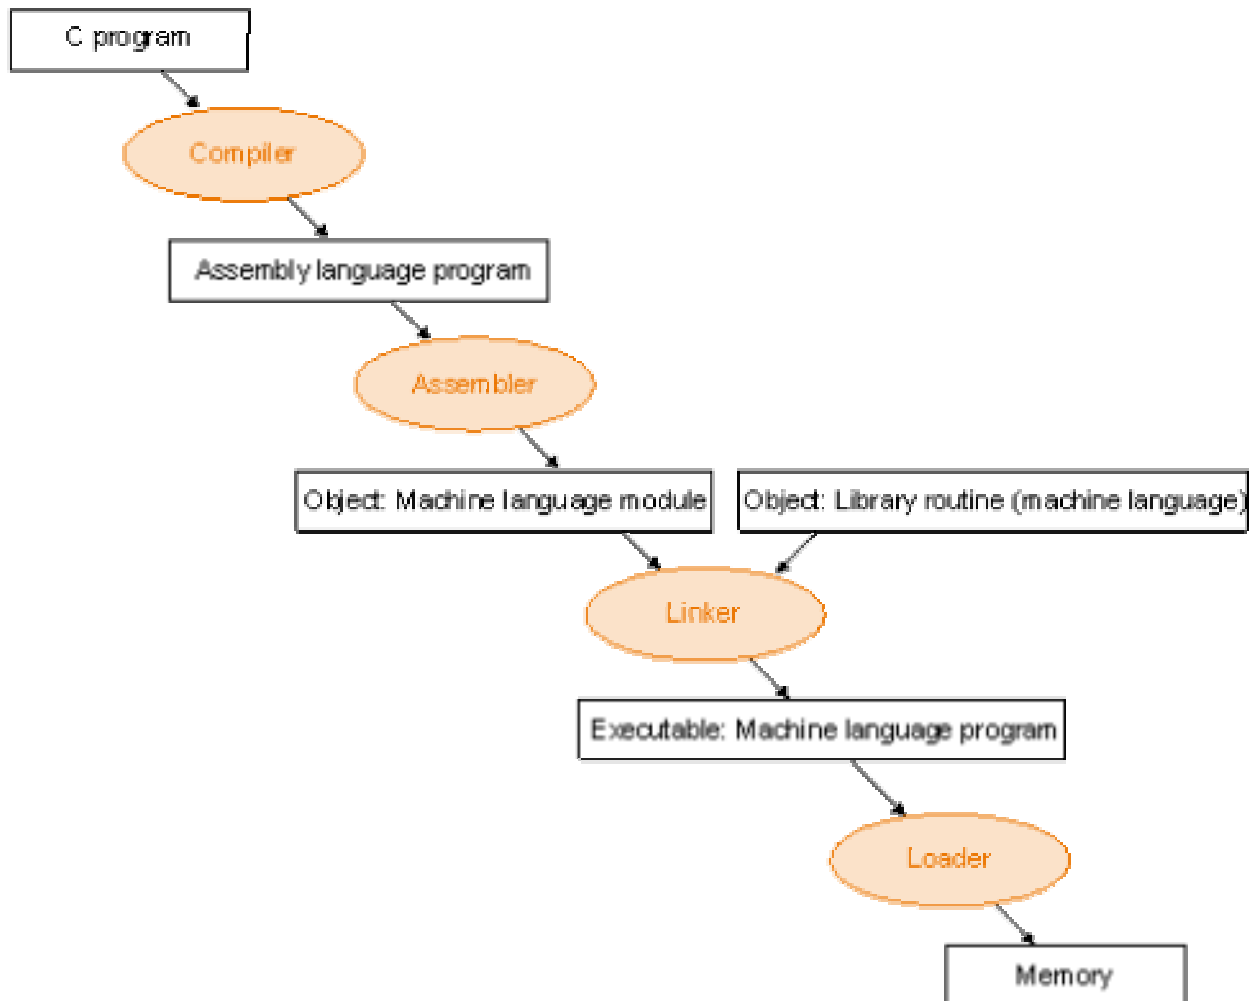 C program
Compiler
Assembly language program
Assembler
Object: Machine language module
Object: Library routine (machine language)
Linker
Executable: Machine language program
Loader
Memory